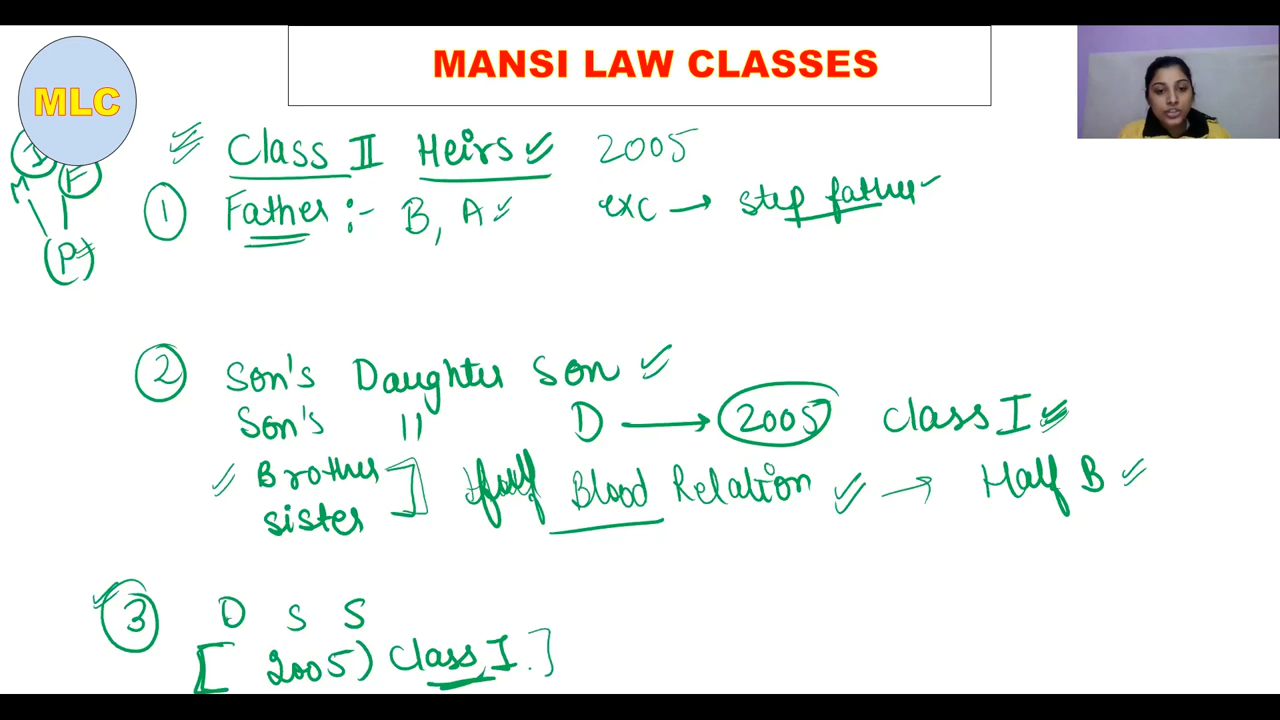 MANSI LAW CLASSES
MLC
Class II Heirs 2005
M F
P
1 Father :- B, A exc → step father
2 Son's Daughter Son
Son's 11 D → 2005 Class I
Brother
sister
Blood Relation → Half B
3 D S S
[ 2005) Class I. ]